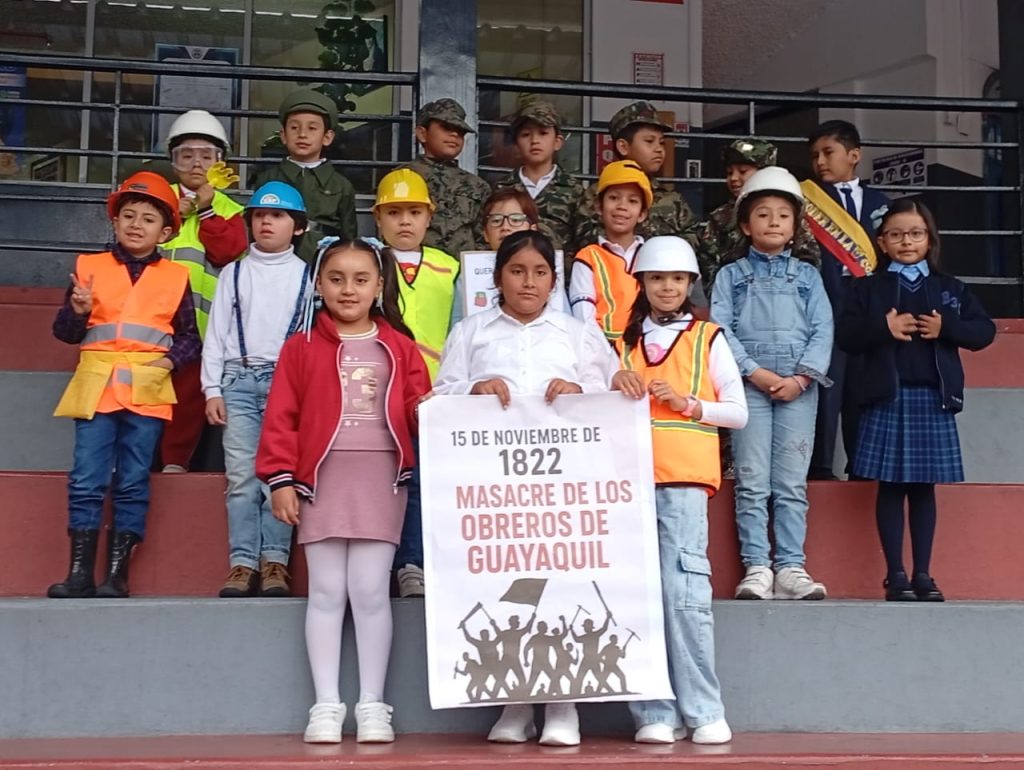 15 DE NOVIEMBRE DE
1822
MASACRE DE LOS
OBREROS DE
GUAYAQUIL